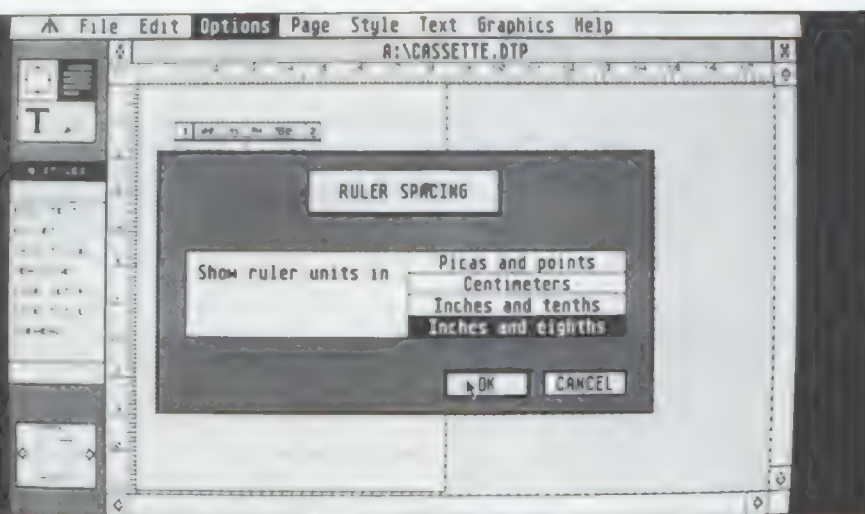 File Edit Options Page Style Text Graphics Help
A:\CASSETTE.DTP
T
RULER SPACING
Show ruler units in
Picas and points
Centimeters
Inches and tenths
Inches and eighths
OK CANCEL